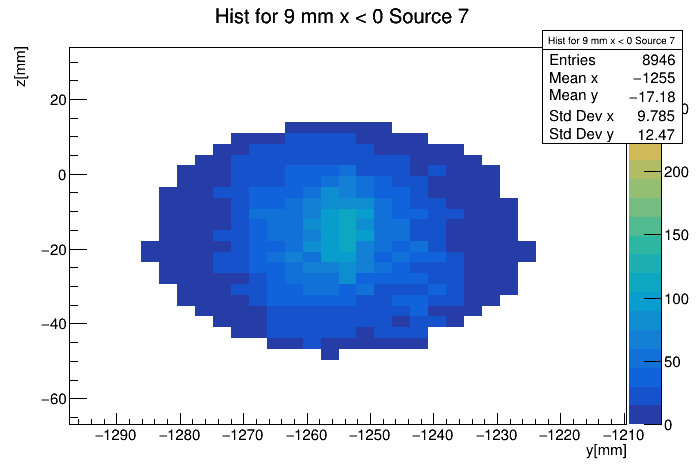 Hist for 9 mm x < 0 Source 7
z[mm]
Hist for 9 mm x < 0 Source 7
Entries 8946
Mean x −1255
Mean y −17.18
Std Dev x 9.785
Std Dev y 12.47
20
0
−20
−40
−60
−1290 −1280 −1270 −1260 −1250 −1240 −1230 −1220 −1210
y[mm]
200
150
100
50
0